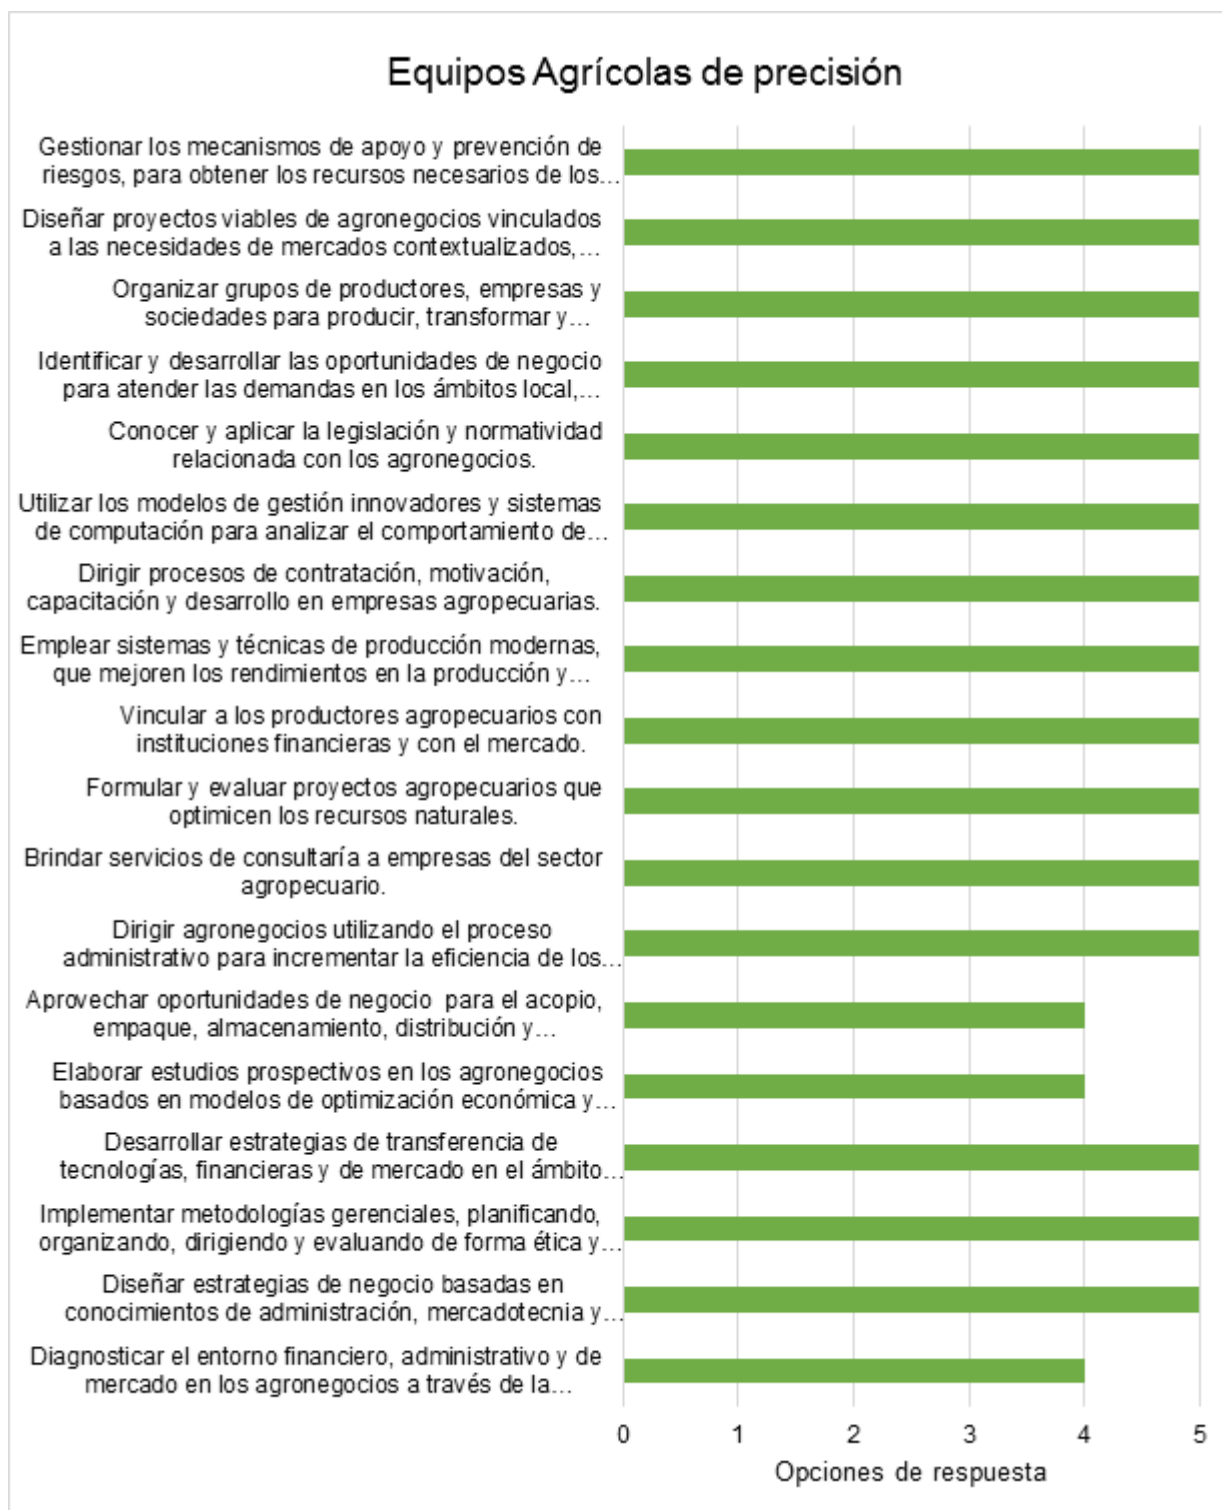 Equipos Agrícolas de precisión
Gestionar los mecanismos de apoyo y prevención de
riesgos, para obtener los recursos necesarios de los…
Diseñar proyectos viables de agronegocios vinculados
a las necesidades de mercados contextualizados,…
Organizar grupos de productores, empresas y
sociedades para producir, transformar y…
Identificar y desarrollar las oportunidades de negocio
para atender las demandas en los ámbitos local,…
Conocer y aplicar la legislación y normatividad
relacionada con los agronegocios.
Utilizar los modelos de gestión innovadores y sistemas
de computación para analizar el comportamiento de…
Dirigir procesos de contratación, motivación,
capacitación y desarrollo en empresas agropecuarias.
Emplear sistemas y técnicas de producción modernas,
que mejoren los rendimientos en la producción y…
Vincular a los productores agropecuarios con
instituciones financieras y con el mercado.
Formular y evaluar proyectos agropecuarios que
optimicen los recursos naturales.
Brindar servicios de consultaría a empresas del sector
agropecuario.
Dirigir agronegocios utilizando el proceso
administrativo para incrementar la eficiencia de los…
Aprovechar oportunidades de negocio para el acopio,
empaque, almacenamiento, distribución y…
Elaborar estudios prospectivos en los agronegocios
basados en modelos de optimización económica y…
Desarrollar estrategias de transferencia de
tecnologías, financieras y de mercado en el ámbito…
Implementar metodologías gerenciales, planificando,
organizando, dirigiendo y evaluando de forma ética y…
Diseñar estrategias de negocio basadas en
conocimientos de administración, mercadotecnia y…
Diagnosticar el entorno financiero, administrativo y de
mercado en los agronegocios a través de la…
0 1 2 3 4 5
Opciones de respuesta